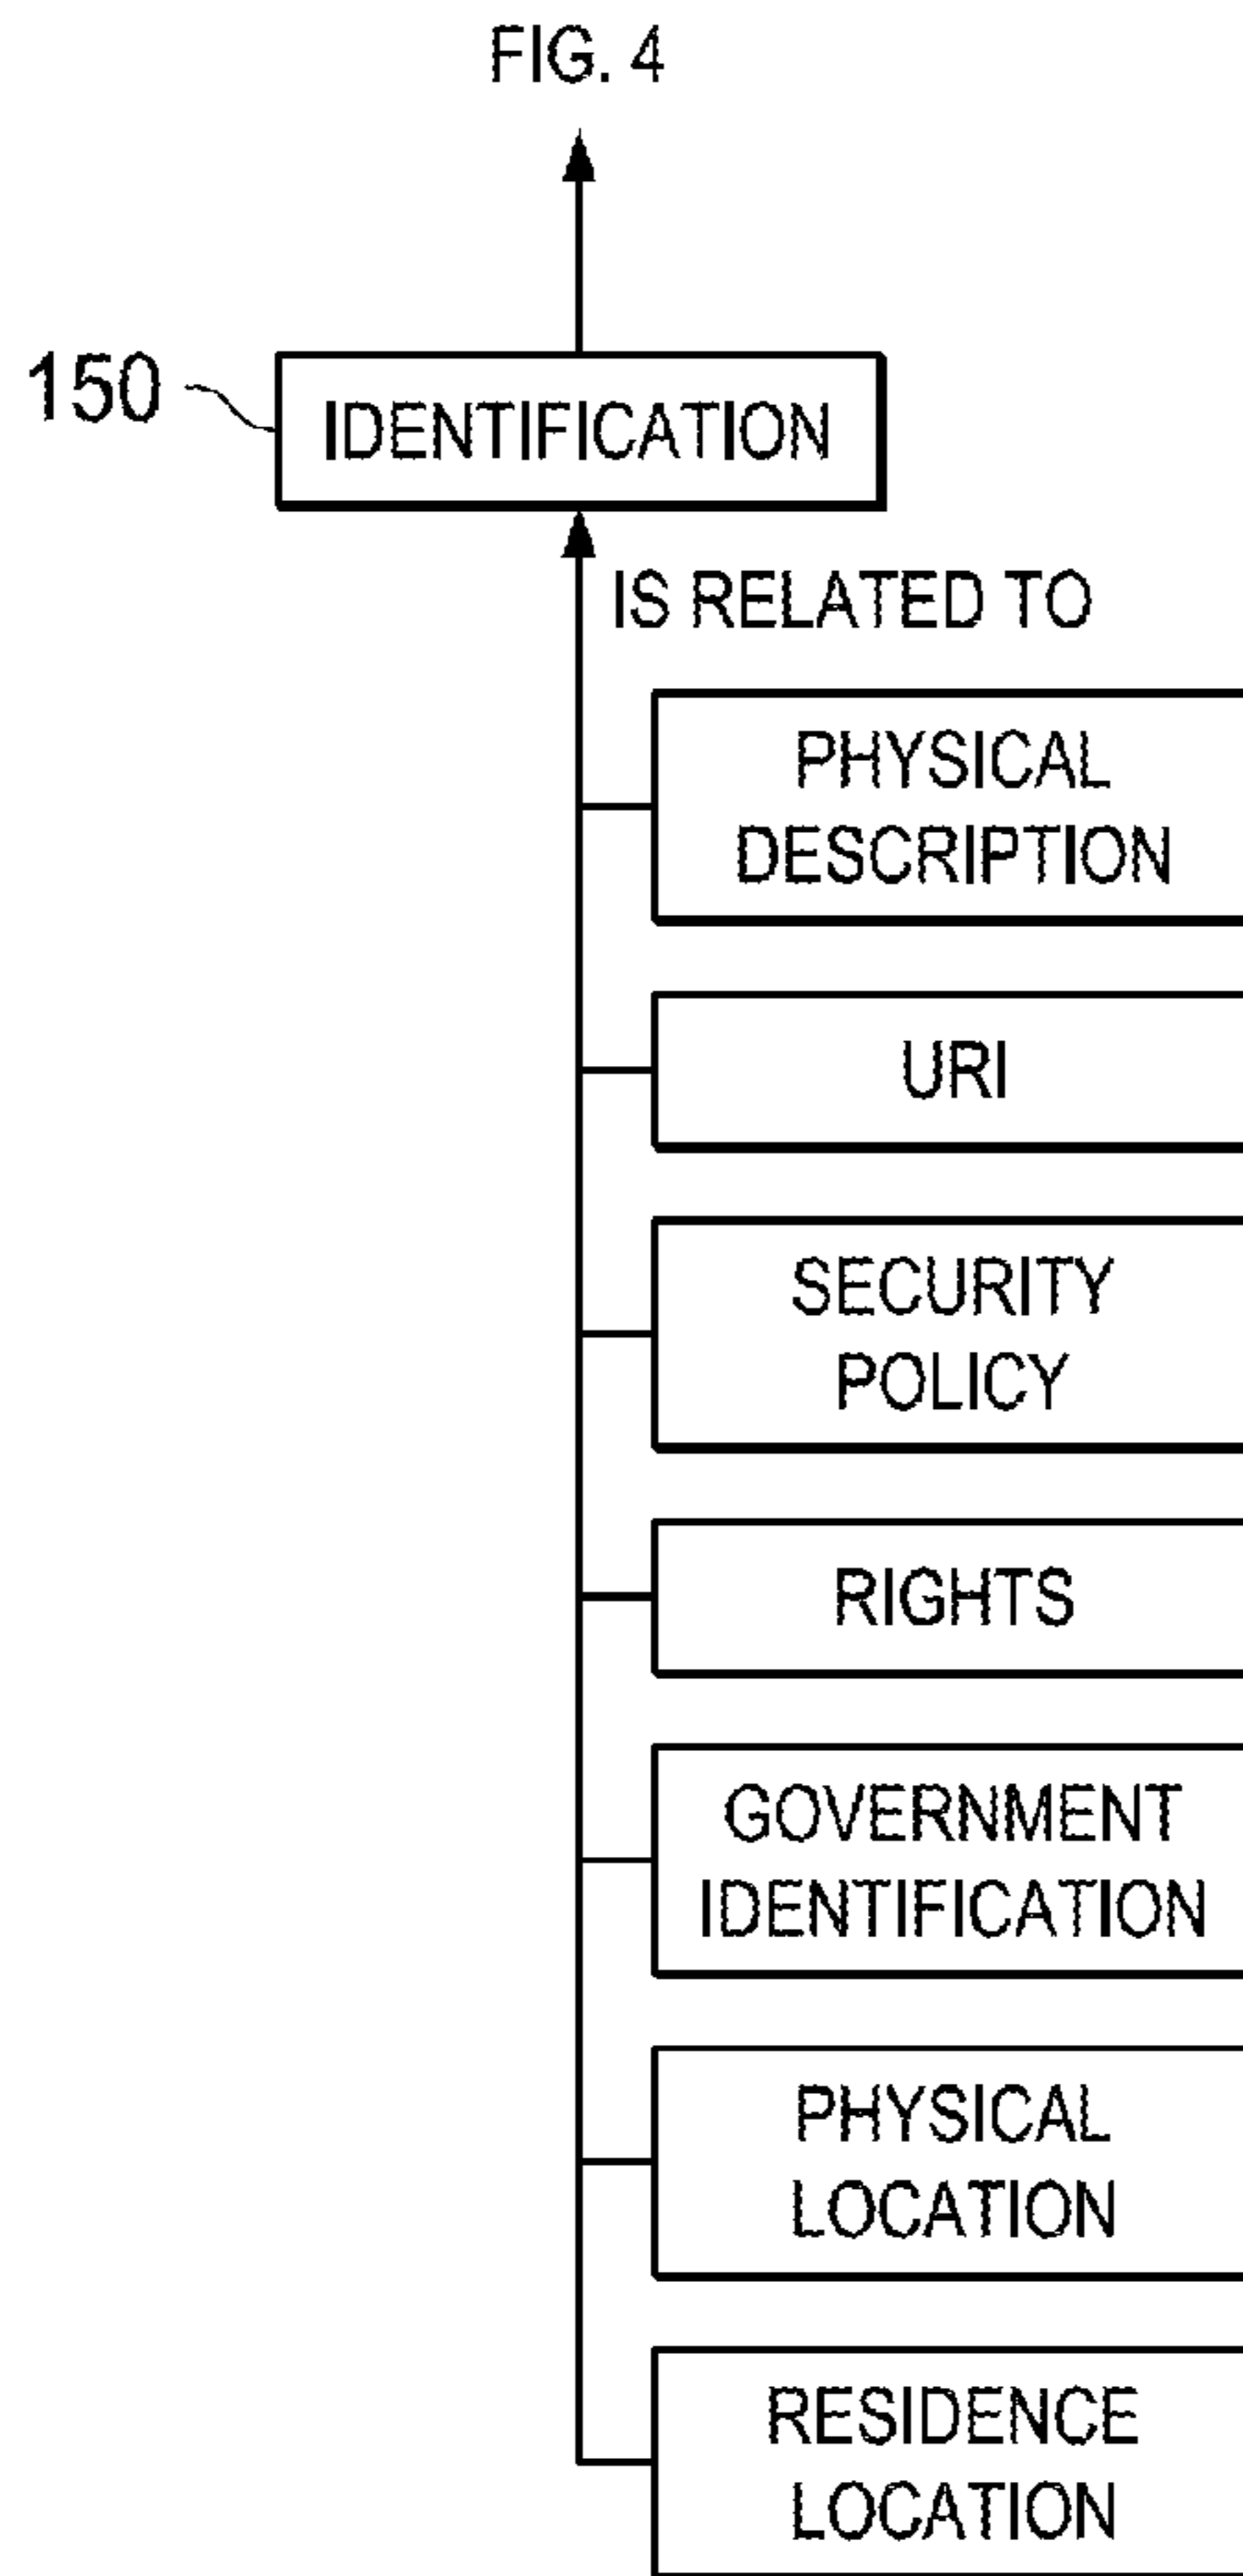 FIG. 4
150
IDENTIFICATION
IS RELATED TO
PHYSICAL
DESCRIPTION
URI
SECURITY
POLICY
RIGHTS
GOVERNMENT
IDENTIFICATION
PHYSICAL
LOCATION
RESIDENCE
LOCATION